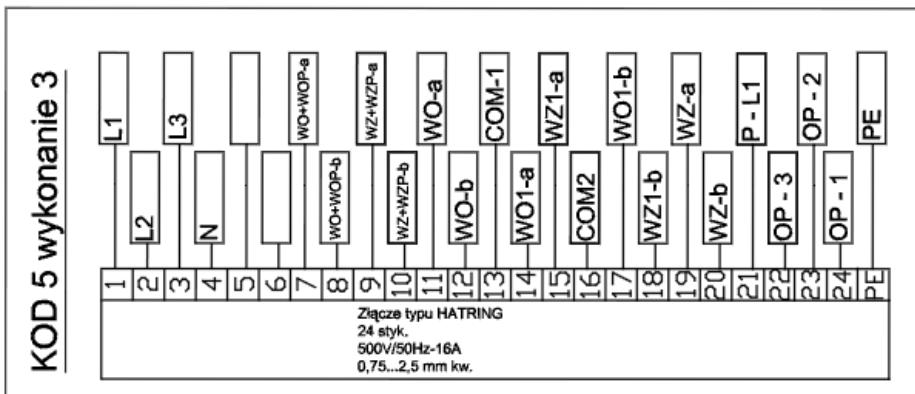 KOD 5 wykonanie 3
L1
L3
WO+WOP-a
WZ+WZP-a
WO-a
COM-1
WZ1-a
WO1-b
WZ-a
P - L1
OP - 2
PE
L2
N
WO+WOP-b
WZ+WZP-b
WO-b
WO1-a
COM2
WZ1-b
WZ-b
OP - 3
OP - 1
1 2 3 4 5 6 7 8 9 10 11 12 13 14 15 16 17 18 19 20 21 22 23 24 PE
Złącze typu HATRING
24 styk.
500V/50Hz-16A
0,75...2,5 mm kw.